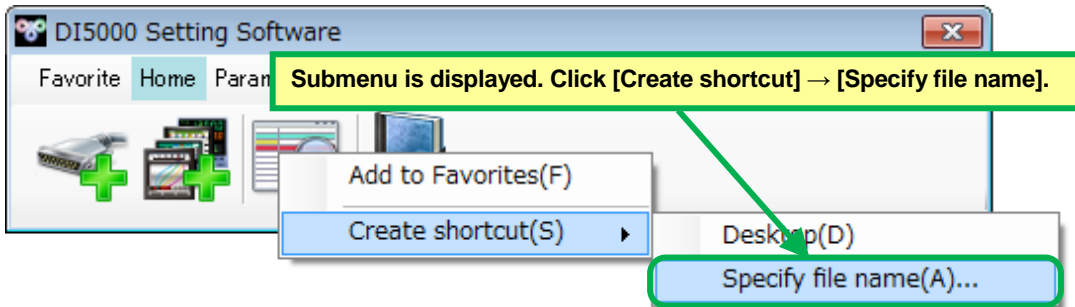 DI5000 Setting Software
Favorite Home Param
Submenu is displayed. Click [Create shortcut] → [Specify file name].
Add to Favorites(F)
Create shortcut(S)
Desktop(D)
Specify file name(A)...